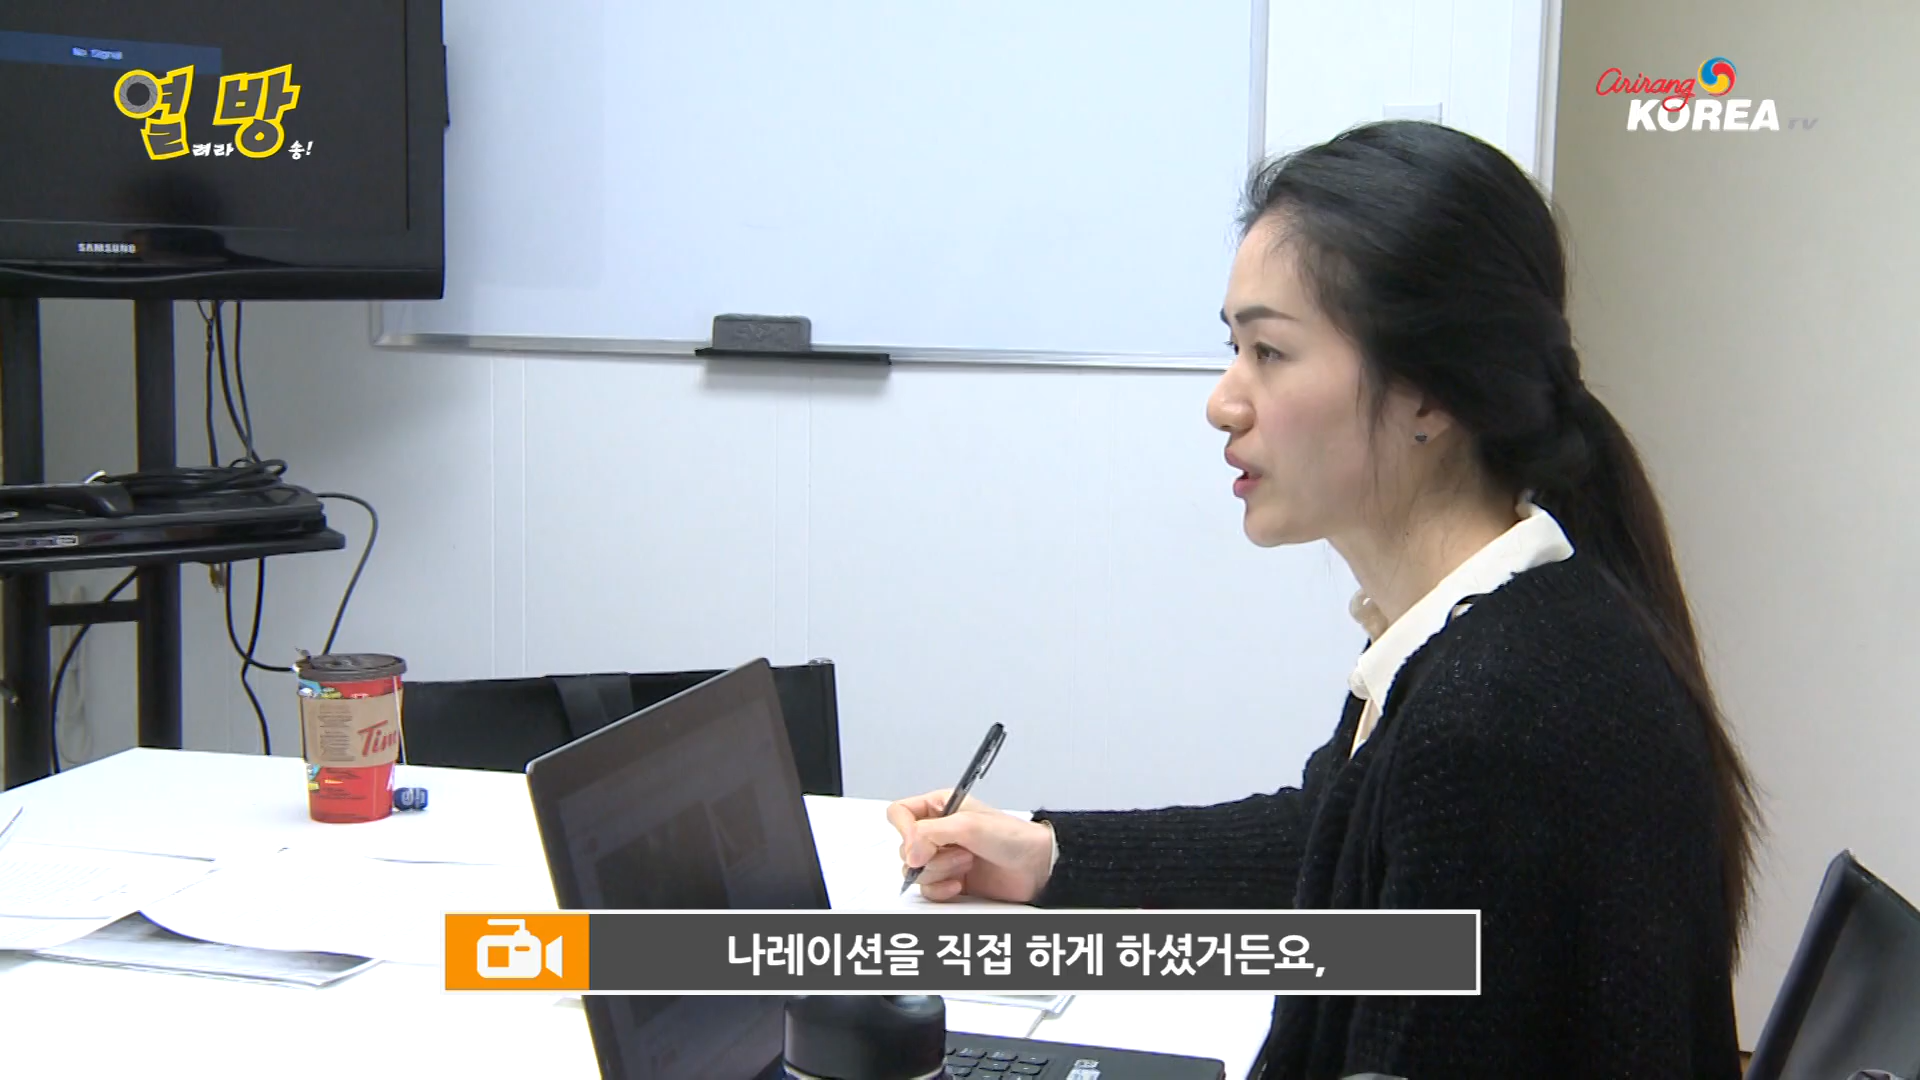 No Signal
열려라 방송!
Arirang
KOREA TV
SAMSUNG
Tim
나레이션을 직접 하게 하셨거든요,